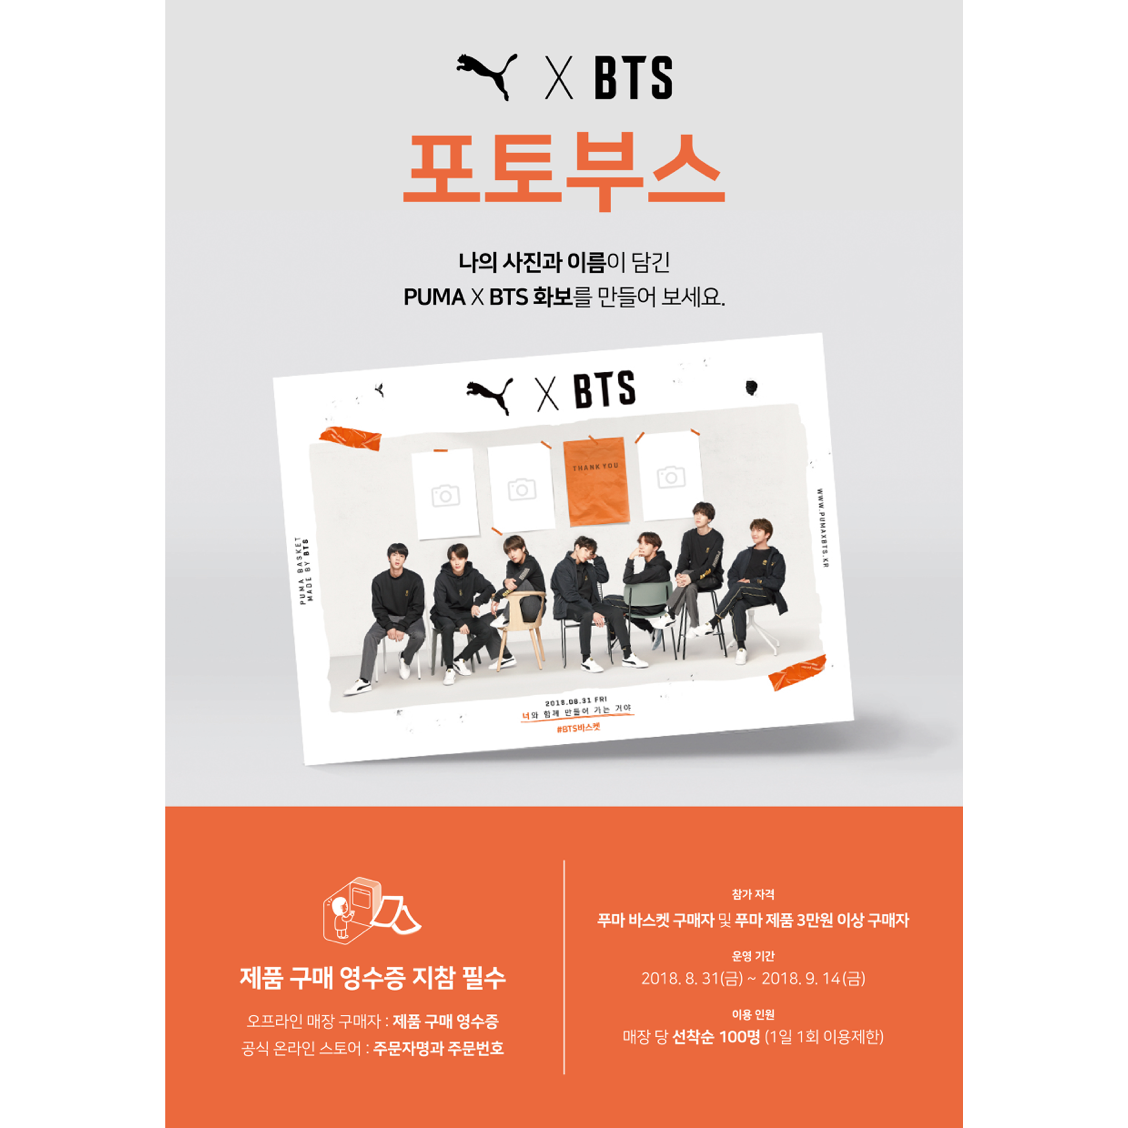 X BTS
포토부스
나의 사진과 이름이 담긴
PUMA X BTS 화보를 만들어 보세요.
X BTS
THANK YOU
PUMA BASKET
MADE BY BTS
WWW.PUMAXBTS.KR
2018.08.31 FRI
너와 함께 만들어 가는 거야
#BTS바스켓
제품 구매 영수증 지참 필수
오프라인 매장 구매자 : 제품 구매 영수증
공식 온라인 스토어 : 주문자명과 주문번호
참가 자격
푸마 바스켓 구매자 및 푸마 제품 3만원 이상 구매자
운영 기간
2018. 8. 31(금) ~ 2018. 9. 14(금)
이용 인원
매장 당 선착순 100명 (1일 1회 이용제한)